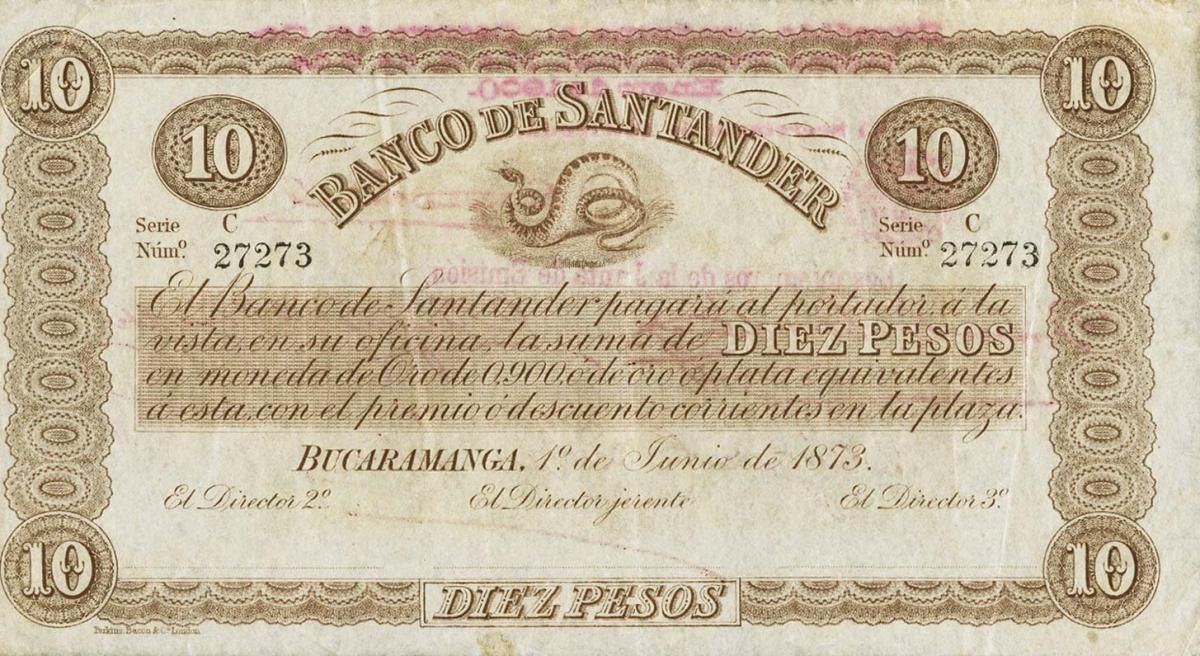 10 10
BANCO DE SANTANDER
10 10
Serie C Serie C
Núm.º 27273 Núm.º 27273
El Banco de Santander pagará al portador, á la
vista, en su oficina, la suma de DIEZ PESOS
en moneda de Oro de 0,900, ó de oro ó plata equivalentes
á esta, con el premio ó descuento corrientes en la plaza.
BUCARAMANGA, 1º de Junio de 1873.
El Director 2º El Director jerente El Director 3º
10 DIEZ PESOS 10
Perkins, Bacon & Cº London